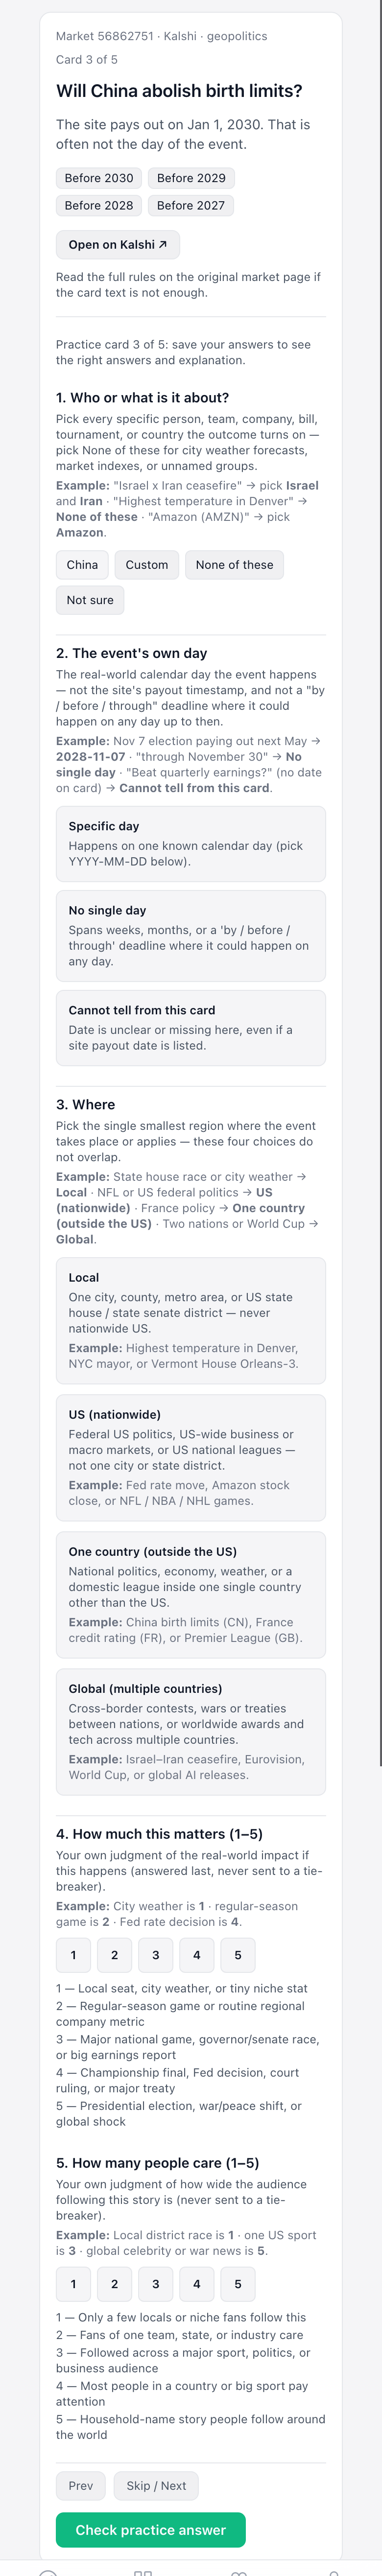 Market 56862751 · Kalshi · geopolitics
Card 3 of 5
Will China abolish birth limits?
The site pays out on Jan 1, 2030. That is
often not the day of the event.
Before 2030 Before 2029
Before 2028 Before 2027
Open on Kalshi ↗
Read the full rules on the original market page if
the card text is not enough.
Practice card 3 of 5: save your answers to see
the right answers and explanation.
1. Who or what is it about?
Pick every specific person, team, company, bill,
tournament, or country the outcome turns on —
pick None of these for city weather forecasts,
market indexes, or unnamed groups.
Example: "Israel x Iran ceasefire" → pick Israel
and Iran · "Highest temperature in Denver" →
None of these · "Amazon (AMZN)" → pick
Amazon.
China Custom None of these
Not sure
2. The event's own day
The real-world calendar day the event happens
— not the site's payout timestamp, and not a "by
/ before / through" deadline where it could
happen on any day up to then.
Example: Nov 7 election paying out next May →
2028-11-07 · "through November 30" → No
single day · "Beat quarterly earnings?" (no date
on card) → Cannot tell from this card.
Specific day
Happens on one known calendar day (pick
YYYY-MM-DD below).
No single day
Spans weeks, months, or a 'by / before /
through' deadline where it could happen on
any day.
Cannot tell from this card
Date is unclear or missing here, even if a
site payout date is listed.
3. Where
Pick the single smallest region where the event
takes place or applies — these four choices do
not overlap.
Example: State house race or city weather →
Local · NFL or US federal politics → US
(nationwide) · France policy → One country
(outside the US) · Two nations or World Cup →
Global.
Local
One city, county, metro area, or US state
house / state senate district — never
nationwide US.
Example: Highest temperature in Denver,
NYC mayor, or Vermont House Orleans-3.
US (nationwide)
Federal US politics, US-wide business or
macro markets, or US national leagues —
not one city or state district.
Example: Fed rate move, Amazon stock
close, or NFL / NBA / NHL games.
One country (outside the US)
National politics, economy, weather, or a
domestic league inside one single country
other than the US.
Example: China birth limits (CN), France
credit rating (FR), or Premier League (GB).
Global (multiple countries)
Cross-border contests, wars or treaties
between nations, or worldwide awards and
tech across multiple countries.
Example: Israel–Iran ceasefire, Eurovision,
World Cup, or global AI releases.
4. How much this matters (1–5)
Your own judgment of the real-world impact if
this happens (answered last, never sent to a tie-
breaker).
Example: City weather is 1 · regular-season
game is 2 · Fed rate decision is 4.
1 2 3 4 5
1 — Local seat, city weather, or tiny niche stat
2 — Regular-season game or routine regional
company metric
3 — Major national game, governor/senate race,
or big earnings report
4 — Championship final, Fed decision, court
ruling, or major treaty
5 — Presidential election, war/peace shift, or
global shock
5. How many people care (1–5)
Your own judgment of how wide the audience
following this story is (never sent to a tie-
breaker).
Example: Local district race is 1 · one US sport
is 3 · global celebrity or war news is 5.
1 2 3 4 5
1 — Only a few locals or niche fans follow this
2 — Fans of one team, state, or industry care
3 — Followed across a major sport, politics, or
business audience
4 — Most people in a country or big sport pay
attention
5 — Household-name story people follow around
the world
Prev Skip / Next
Check practice answer